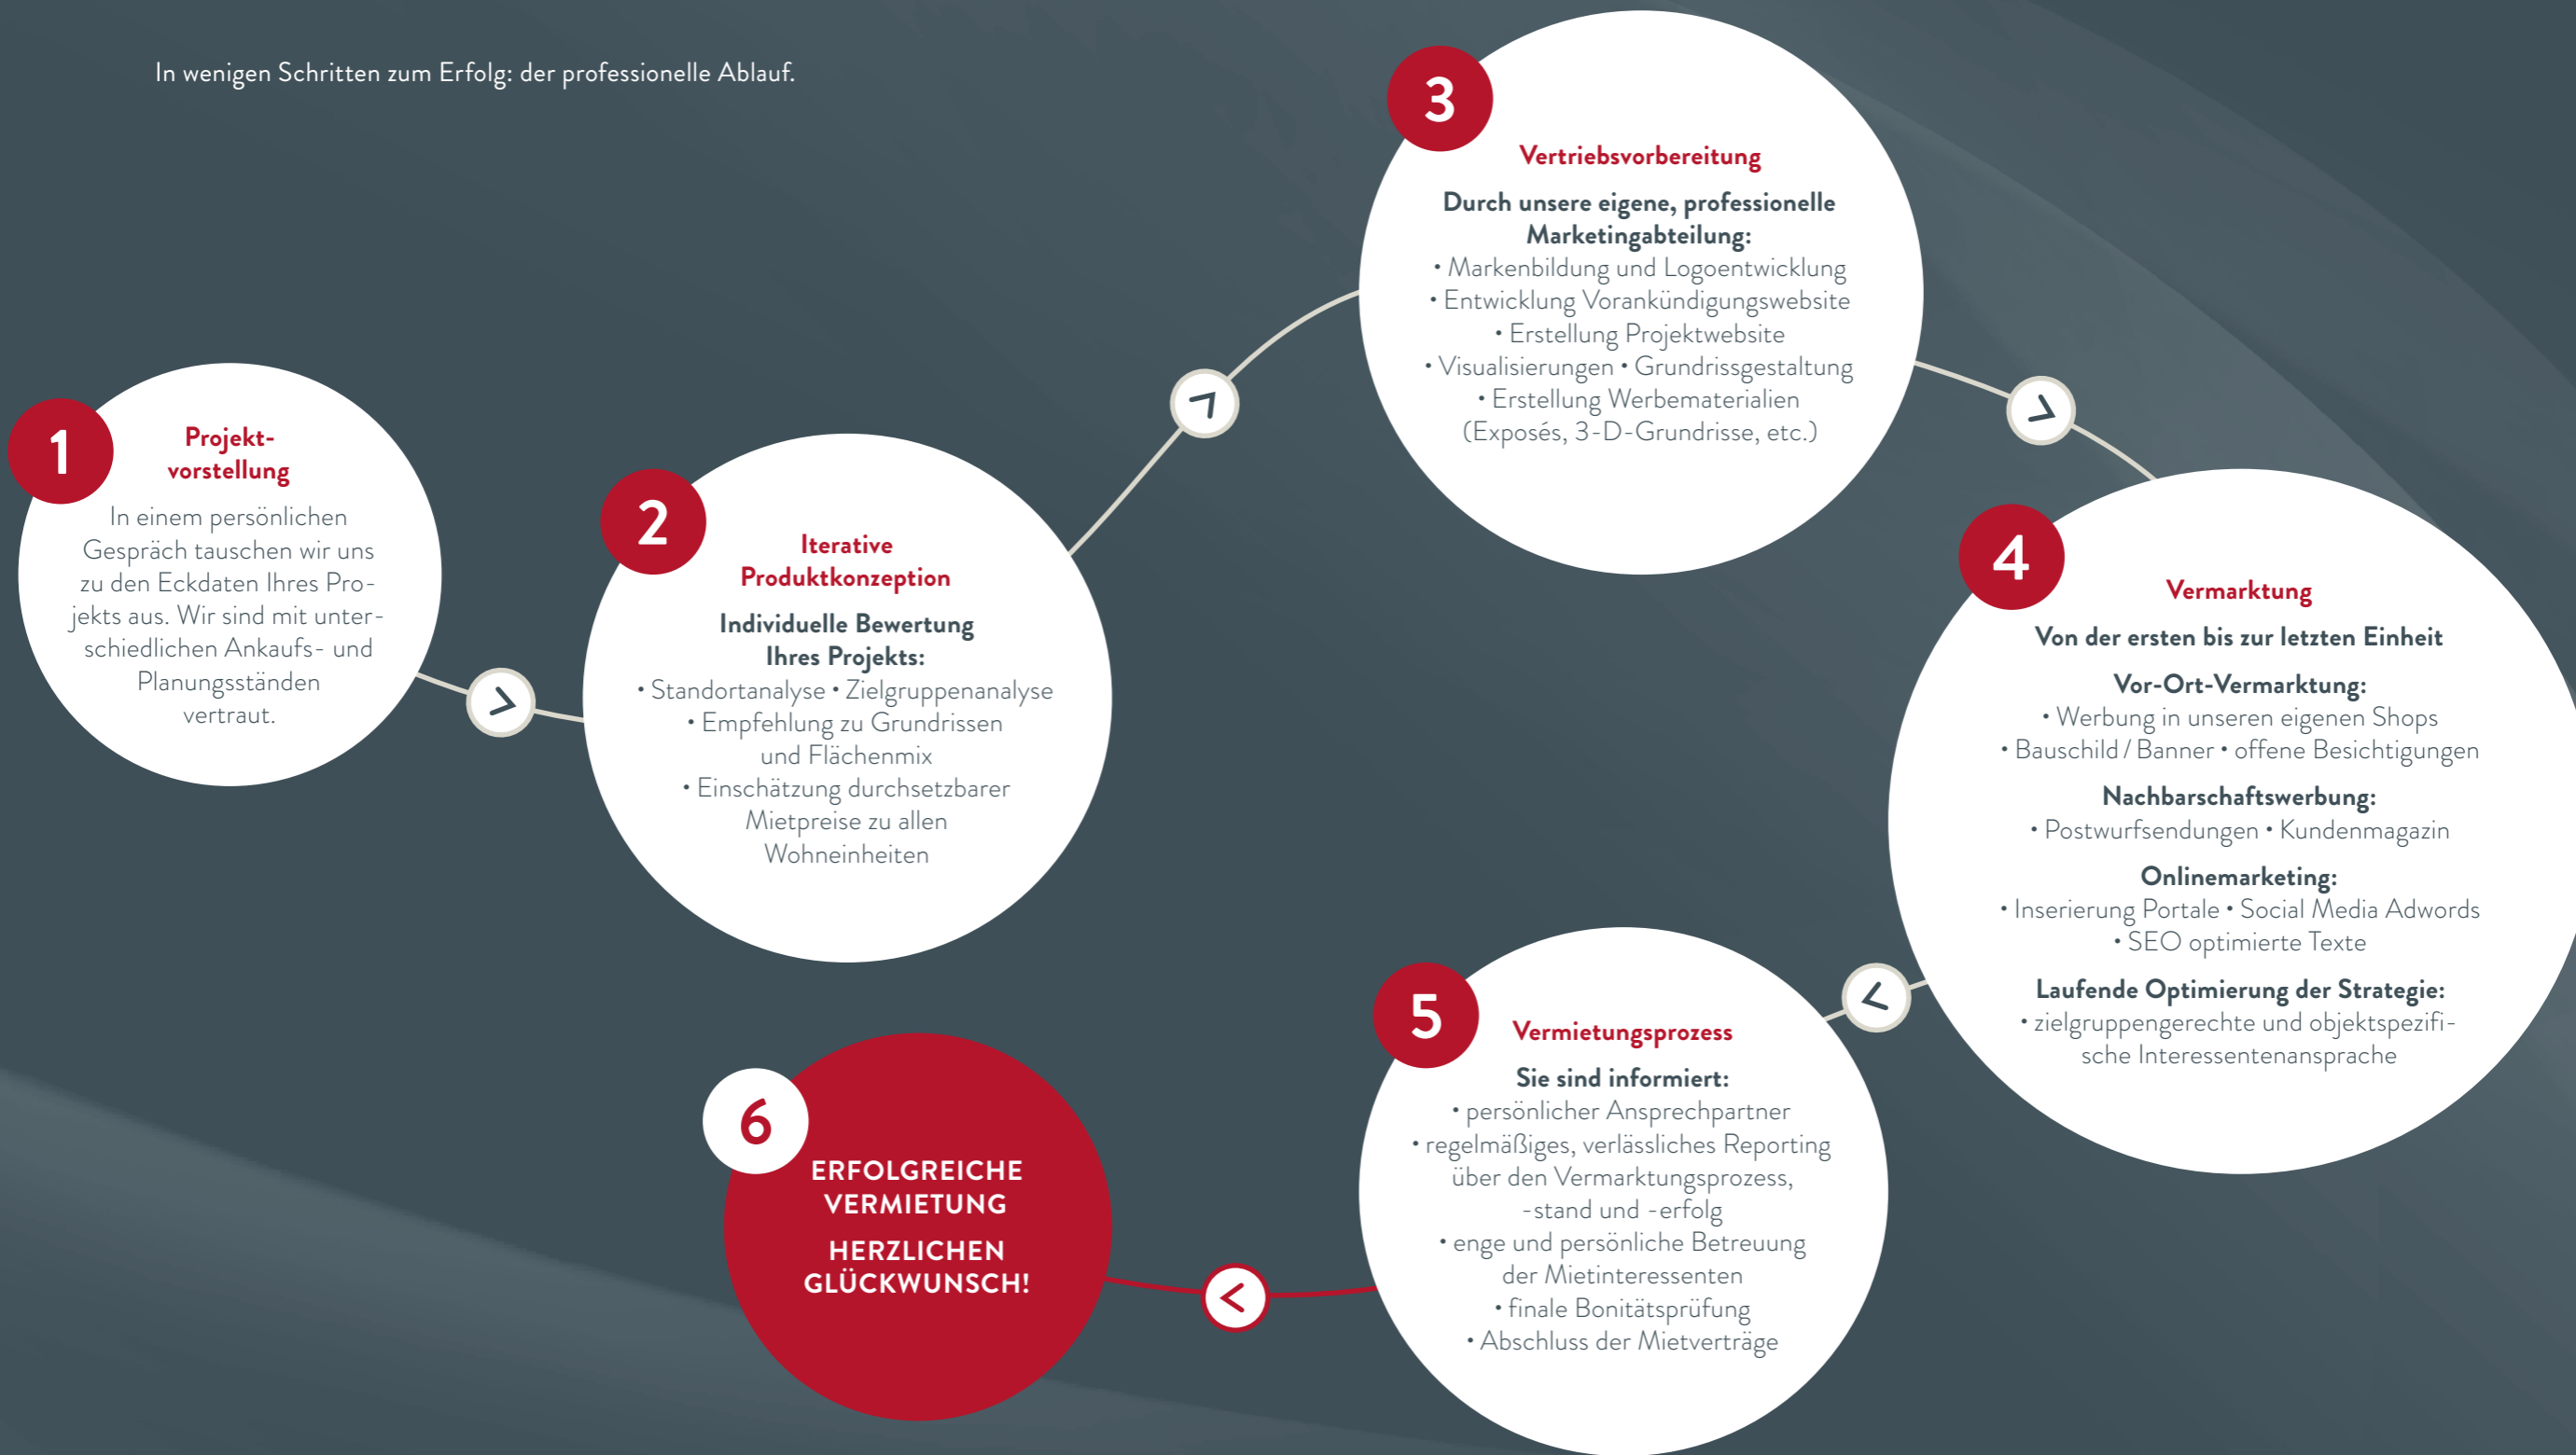 In wenigen Schritten zum Erfolg: der professionelle Ablauf.
1
Projekt-
vorstellung
In einem persönlichen
Gespräch tauschen wir uns
zu den Eckdaten Ihres Pro-
jekts aus. Wir sind mit unter-
schiedlichen Ankaufs- und
Planungsständen
vertraut.
2
Iterative
Produktkonzeption
Individuelle Bewertung
Ihres Projekts:
• Standortanalyse • Zielgruppenanalyse
• Empfehlung zu Grundrissen
und Flächenmix
• Einschätzung durchsetzbarer
Mietpreise zu allen
Wohneinheiten
3
Vertriebsvorbereitung
Durch unsere eigene, professionelle
Marketingabteilung:
• Markenbildung und Logoentwicklung
• Entwicklung Vorankündigungswebsite
• Erstellung Projektwebsite
• Visualisierungen • Grundrissgestaltung
• Erstellung Werbematerialien
(Exposés, 3-D-Grundrisse, etc.)
4
Vermarktung
Von der ersten bis zur letzten Einheit
Vor-Ort-Vermarktung:
• Werbung in unseren eigenen Shops
• Bauschild / Banner • offene Besichtigungen
Nachbarschaftswerbung:
• Postwurfsendungen • Kundenmagazin
Onlinemarketing:
• Inserierung Portale • Social Media Adwords
• SEO optimierte Texte
Laufende Optimierung der Strategie:
• zielgruppengerechte und objektspezifi-
sche Interessentenansprache
5
Vermietungsprozess
Sie sind informiert:
• persönlicher Ansprechpartner
• regelmäßiges, verlässliches Reporting
über den Vermarktungsprozess,
-stand und -erfolg
• enge und persönliche Betreuung
der Mietinteressenten
• finale Bonitätsprüfung
• Abschluss der Mietverträge
6
ERFOLGREICHE
VERMIETUNG
HERZLICHEN
GLÜCKWUNSCH!